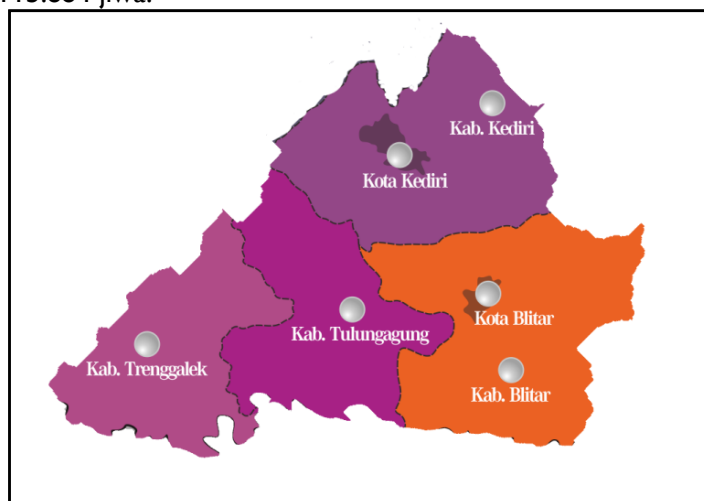 Kab. Kediri
Kota Kediri
Kota Blitar
Kab. Tulungagung
Kab. Trenggalek
Kab. Blitar